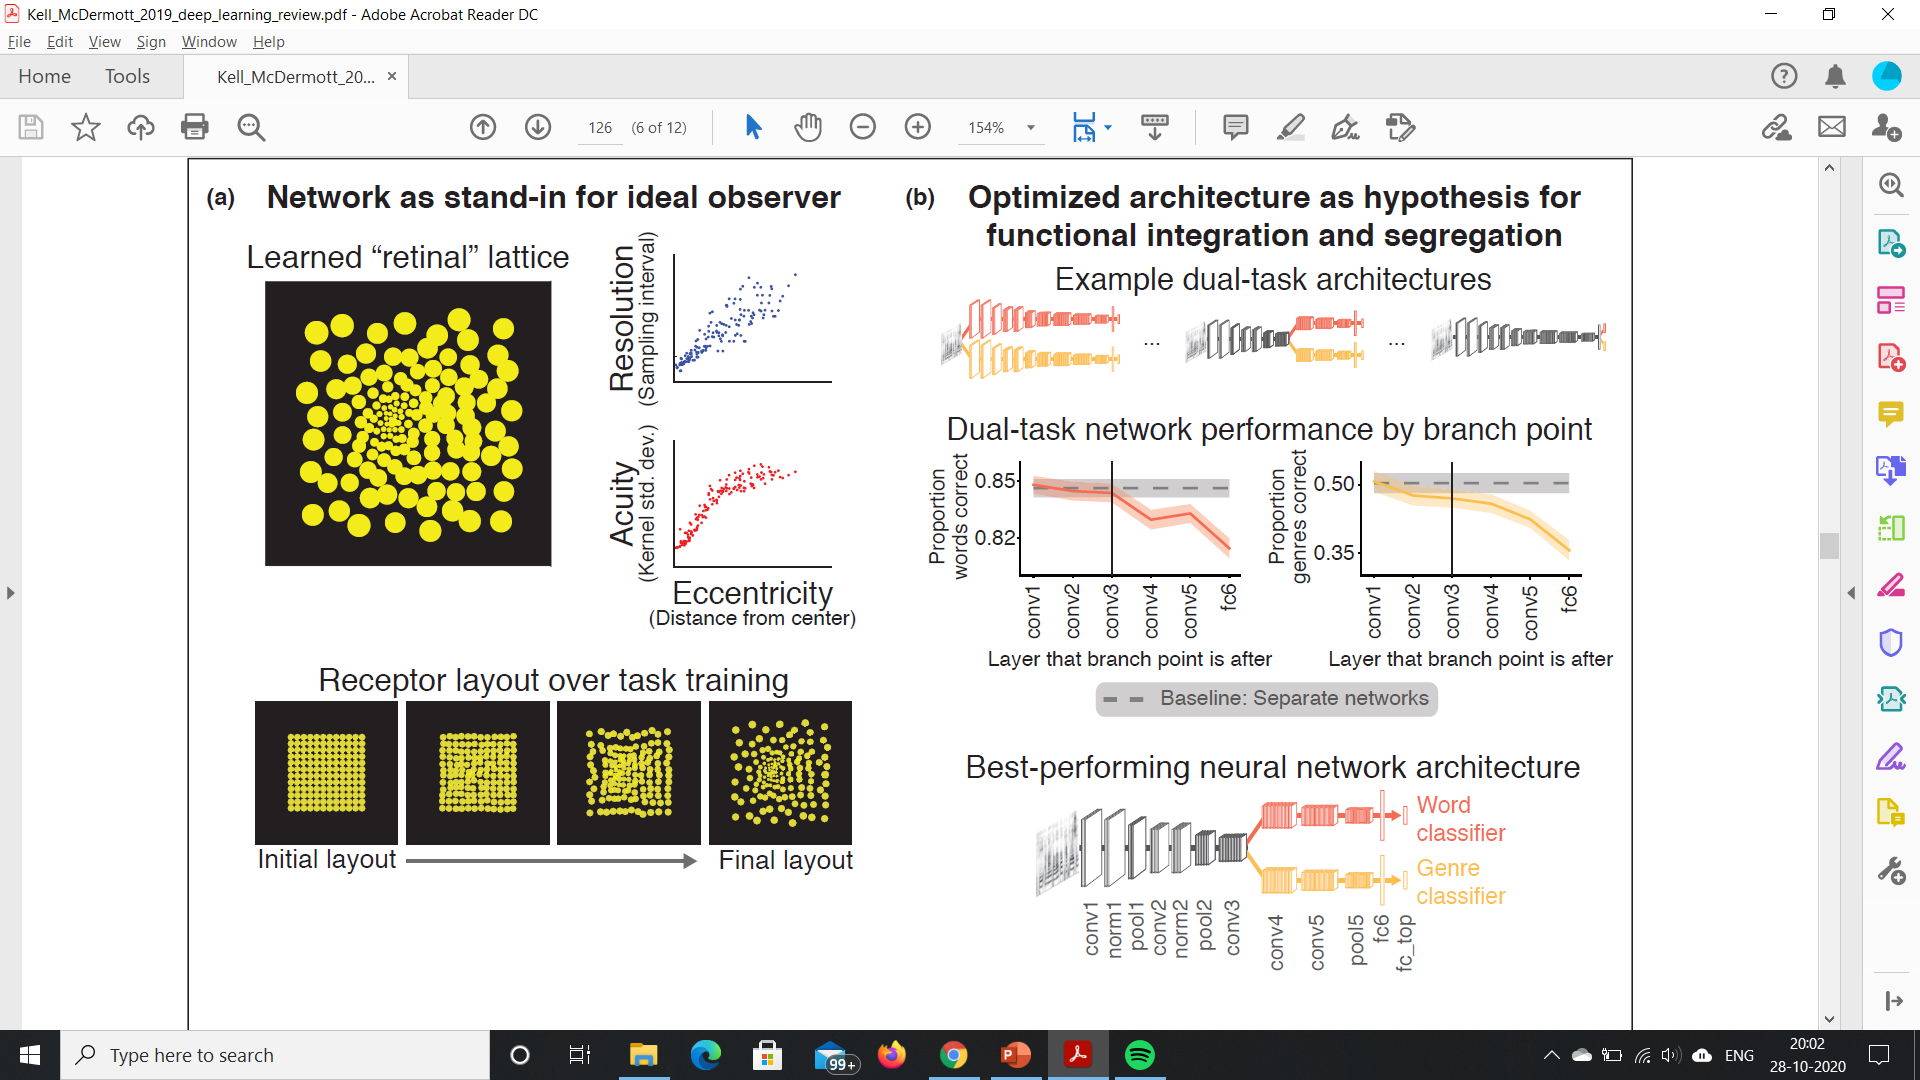 Kell_McDermott_2019_deep_learning_review.pdf - Adobe Acrobat Reader DC
File Edit View Sign Window Help
Home Tools Kell_McDermott_20... ×
126 (6 of 12) 154%
(a) Network as stand-in for ideal observer
Learned “retinal” lattice
Resolution
(Sampling interval)
Acuity
(Kernel std. dev.)
Eccentricity
(Distance from center)
Receptor layout over task training
Initial layout Final layout
(b) Optimized architecture as hypothesis for
functional integration and segregation
Example dual-task architectures
... ...
Dual-task network performance by branch point
Proportion
words correct
0.85
0.82
conv1 conv2 conv3 conv4 conv5 fc6
Layer that branch point is after
Proportion
genres correct
0.50
0.35
conv1 conv2 conv3 conv4 conv5 fc6
Layer that branch point is after
Baseline: Separate networks
Best-performing neural network architecture
Word
classifier
Genre
classifier
conv1 norm1 pool1 conv2 norm2 pool2 conv3 conv4 conv5 pool5 fc6 fc_top
Type here to search
99+
P
ENG
20:02
28-10-2020